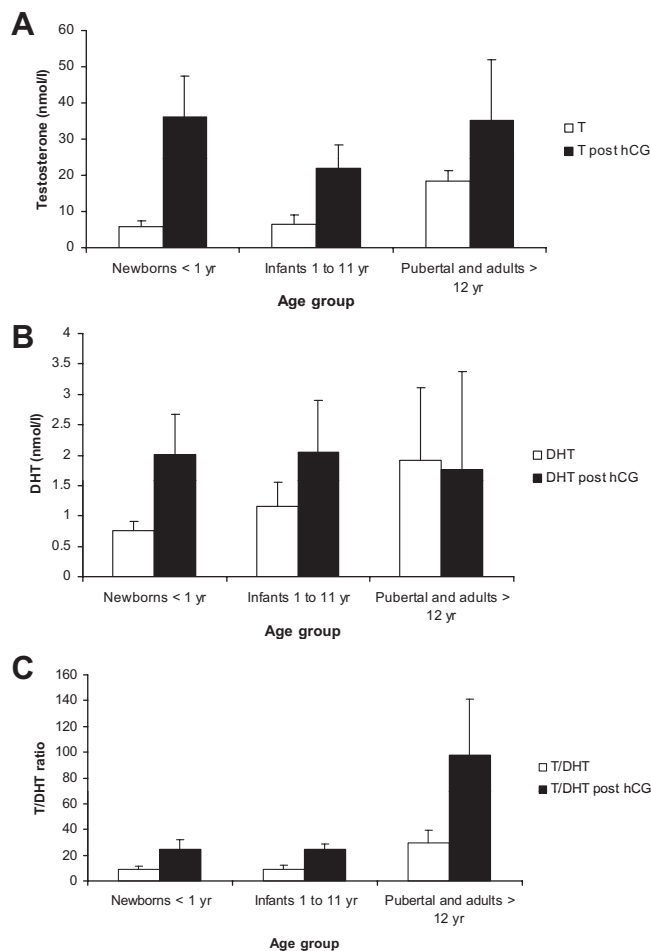 A
Testosterone (nmol/l)
60
50
40
30
20
10
0
T
T post hCG
Newborns < 1 yr
Infants 1 to 11 yr
Pubertal and adults >
12 yr
Age group
B
DHT (nmol/l)
4
3.5
3
2.5
2
1.5
1
0.5
0
DHT
DHT post hCG
Newborns < 1 yr
Infants 1 to 11 yr
Pubertal and adults >
12 yr
Age group
C
T/DHT ratio
160
140
120
100
80
60
40
20
0
T/DHT
T/DHT post hCG
Newborns < 1 yr
Infants 1 to 11 yr
Pubertal and adults >
12 yr
Age group